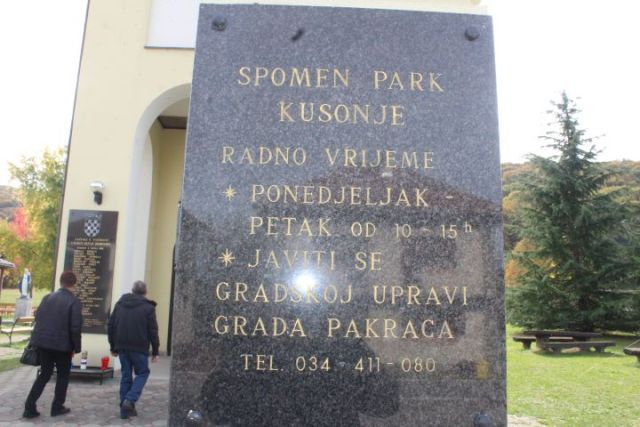 SPOMEN PARK
KUSONJE
RADNO VRIJEME
* PONEDJELJAK -
PETAK OD 10 - 15 h
* JAVITI SE
GRADSKOJ UPRAVI
GRADA PAKRACA
TEL. 034 - 411 - 080